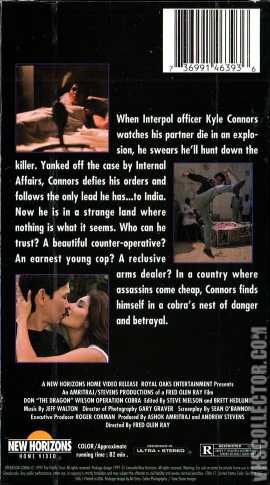 7 36991 46393 6
When Interpol officer Kyle Connors
watches his partner die in an explo-
sion, he swears he'll hunt down the
killer. Yanked off the case by Internal
Affairs, Connors defies his orders and
follows the only lead he has...to India.
Now he is in a strange land where
nothing is what it seems. Who can he
trust? A beautiful counter-operative?
An earnest young cop? A reclusive
arms dealer? In a country where
assassins come cheap, Connors finds
himself in a cobra's nest of danger
and betrayal.
A NEW HORIZONS HOME VIDEO RELEASE ROYAL OAKS ENTERTAINMENT Presents
An AMRITRAJ/STEVENS PRODUCTION of A FRED OLEN RAY Film
DON "THE DRAGON" WILSON OPERATION COBRA Edited by STEVE NIELSON and BRETT HEDLUND
Music By JEFF WALTON Director of Photography GARY GRAVER Screenplay By SEAN O'BANNON
Executive Producer ROGER CORMAN Produced By ASHOK AMRITRAJ and ANDREW STEVENS
Directed By FRED OLEN RAY
NEW HORIZONS
HOME VIDEO
COLOR/Approximate
running time: 82 min.
ULTRA STEREO
R RESTRICTED
VHSCOLLECTOR.COM